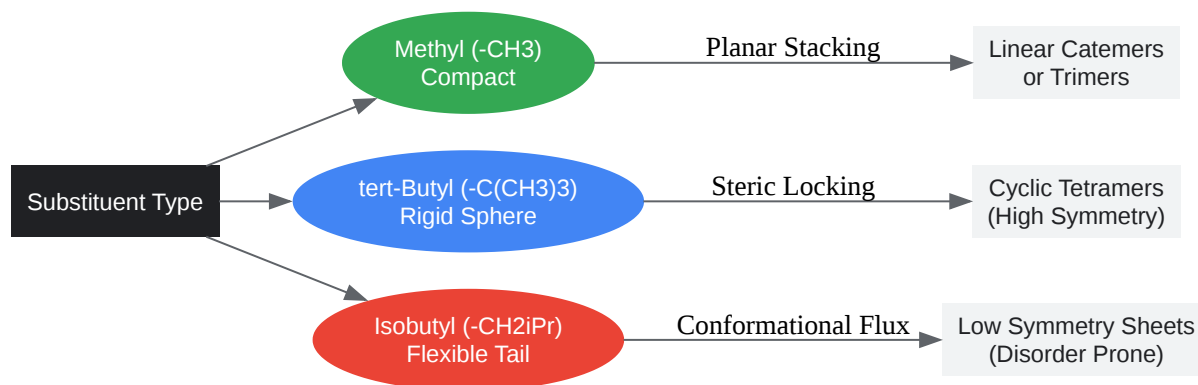 Methyl (-CH3)
Compact
Planar Stacking
Linear Catemers
or Trimers
Substituent Type
tert-Butyl (-C(CH3)3)
Rigid Sphere
Steric Locking
Cyclic Tetramers
(High Symmetry)
Isobutyl (-CH2iPr)
Flexible Tail
Conformational Flux
Low Symmetry Sheets
(Disorder Prone)